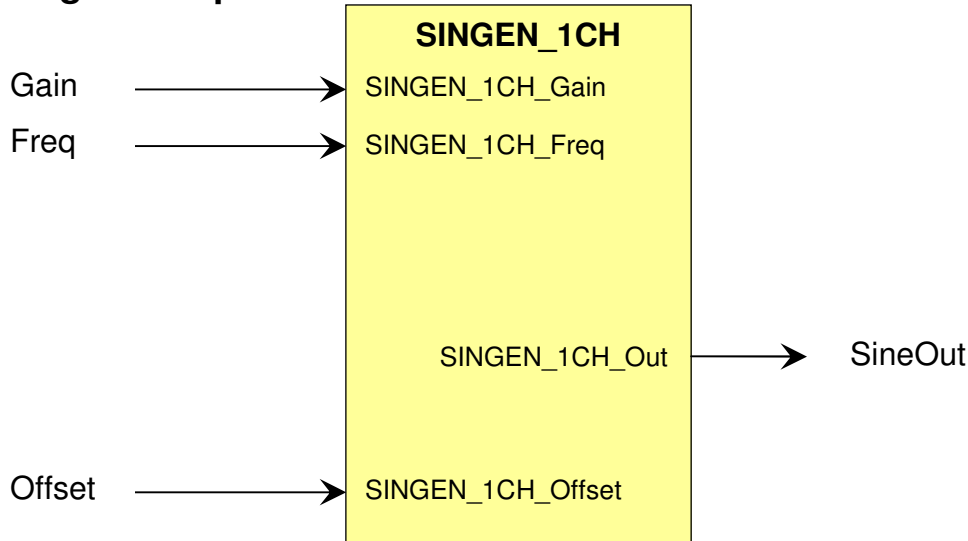 SINGEN_1CH
Gain SINGEN_1CH_Gain
Freq SINGEN_1CH_Freq
SINGEN_1CH_Out SineOut
Offset SINGEN_1CH_Offset